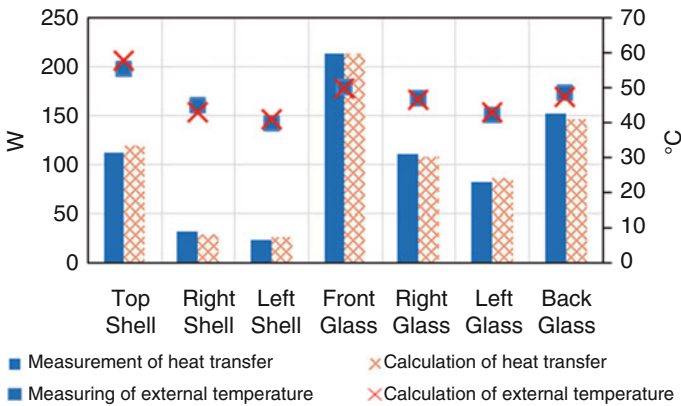 250
200
150
100
50
0
W
70
60
50
40
30
20
10
0
°C
Top Shell
Right Shell
Left Shell
Front Glass
Right Glass
Left Glass
Back Glass
Measurement of heat transfer
Calculation of heat transfer
Measuring of external temperature
Calculation of external temperature